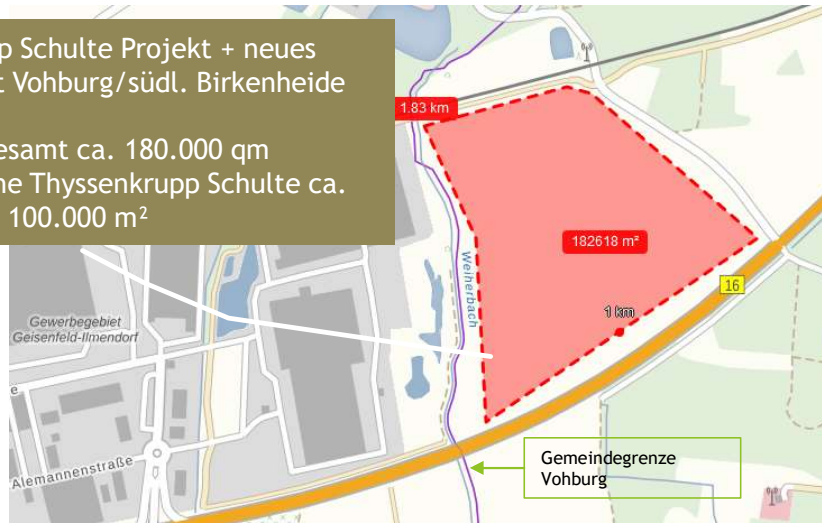 p Schulte Projekt + neues
t Vohburg/südl. Birkenheide
esamt ca. 180.000 qm
ne Thyssenkrupp Schulte ca.
100.000 m²
1.83 km
182618 m²
1 km
16
Weiherbach
Gewerbegebiet
Geisenfeld-Ilmendorf
Alemannenstraße
Gemeindegrenze
Vohburg